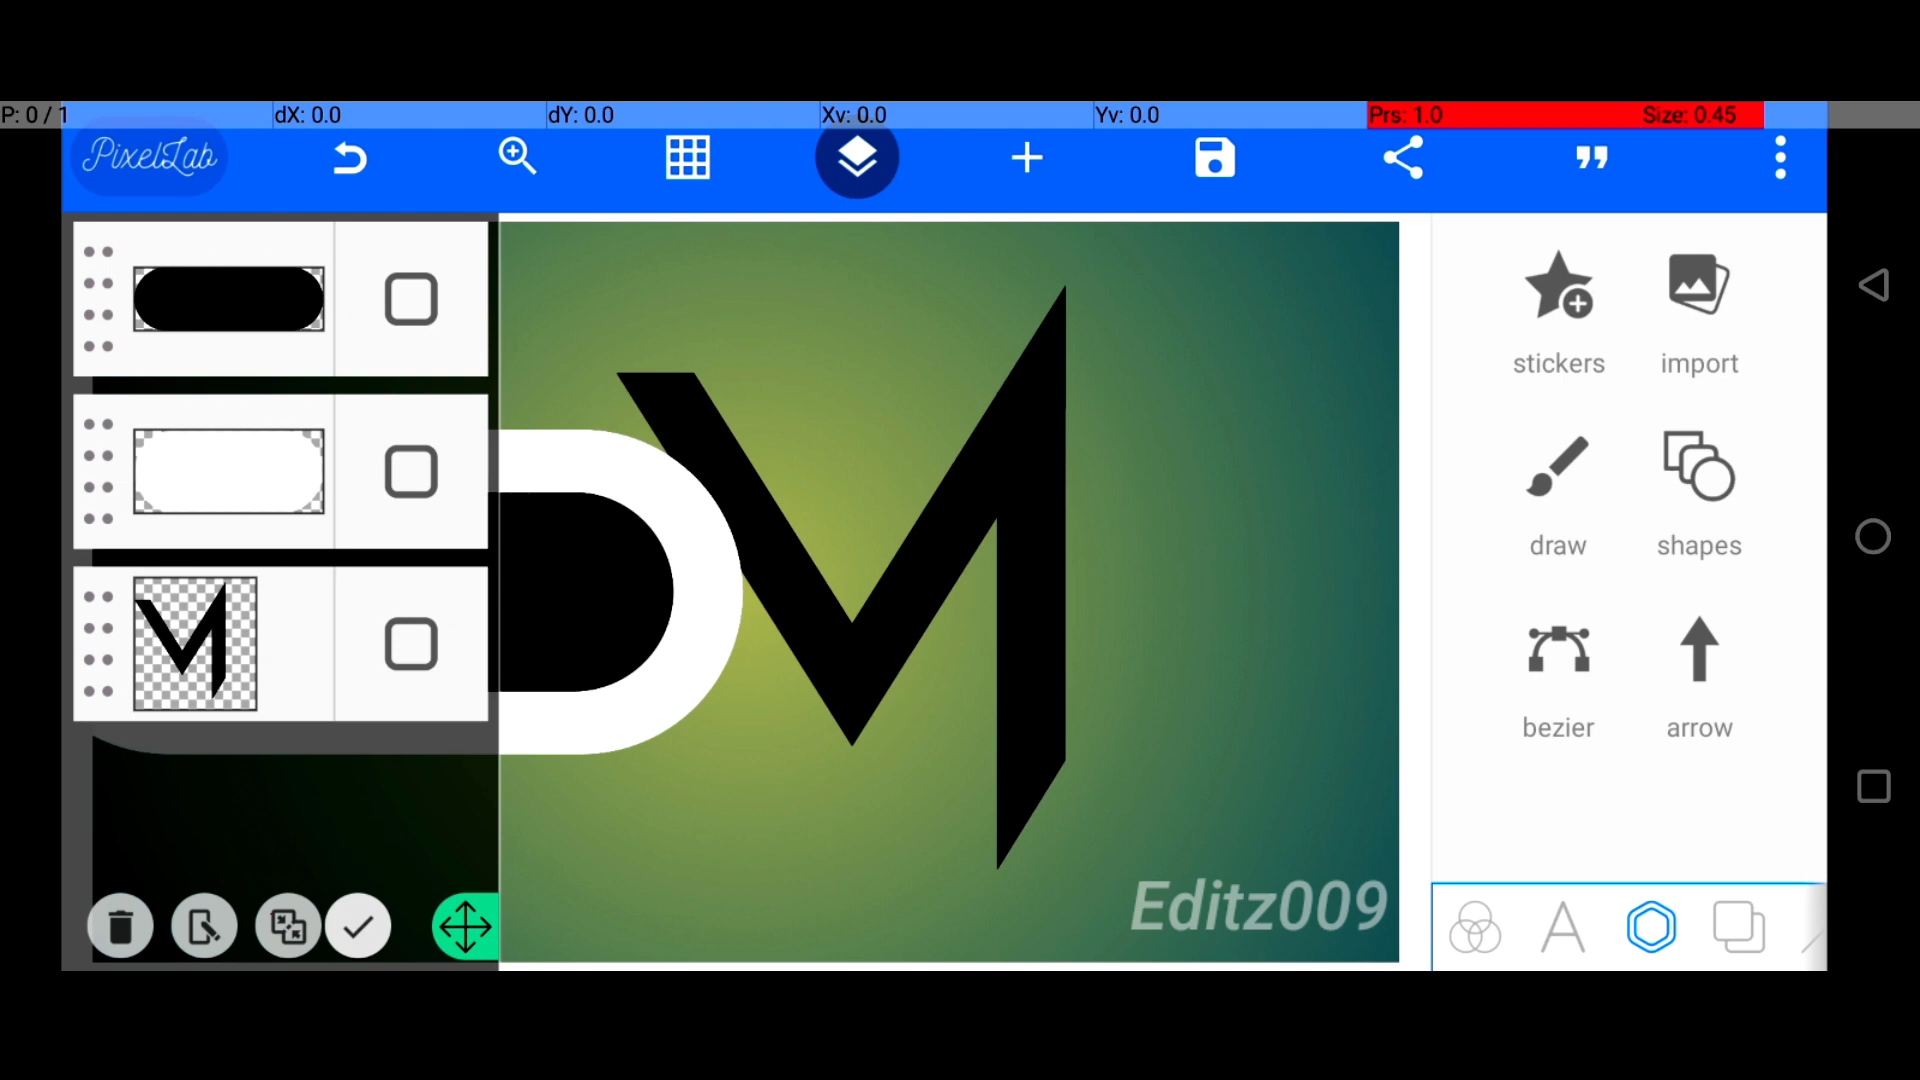 P: 0 / 1 dX: 0.0 dY: 0.0 Xv: 0.0 Yv: 0.0 Prs: 1.0 Size: 0.45
PixelLab
stickers import
draw shapes
bezier arrow
M
Editz009